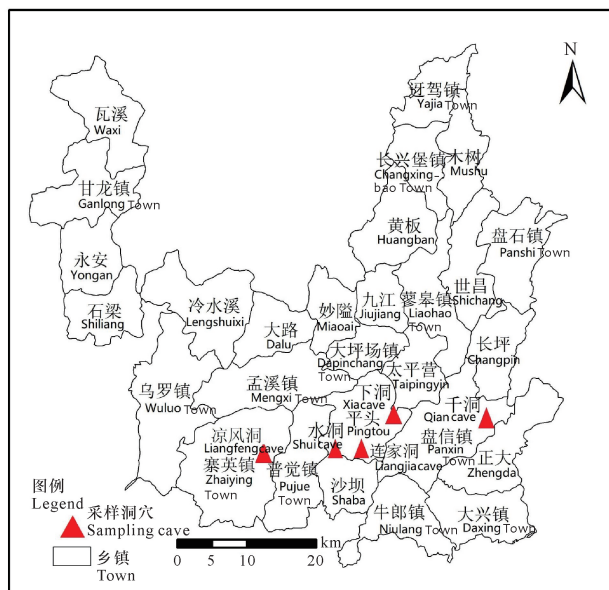 N
迓驾镇
Yajia Town
瓦溪
Waxi
长兴堡镇
Changxing-
bao Town
木树
Mushu
甘龙镇
Ganlong Town
黄板
Huangban
盘石镇
Panshi Town
永安
Yongan
石梁
Shiliang
冷水溪
Lengshuixi
大路
Dalu
妙隘
Miaoai
九江
Jiujiang
蓼皋镇
Liaohao
Town
世昌
Shichang
长坪
Changpin
大坪场镇
Dapinchang
Town
太平营
Taipingyin
乌罗镇
Wuluo Town
孟溪镇
Mengxi Town
下洞
Xiacave
平头
Pingtou
干洞
Qian cave
凉风洞
Liangfengcave
水洞
Shuicave
连家洞
Liangjiacave
盘信镇
Panxin
Town
正大
Zhengda
寨英镇
Zhaiying
Town
普觉镇
Pujue
Town
沙坝
Shaba
牛郎镇
Niulang Town
大兴镇
Daxing Town
图例
Legend
采样洞穴
Sampling cave
乡镇
Town
km
0 5 10 20